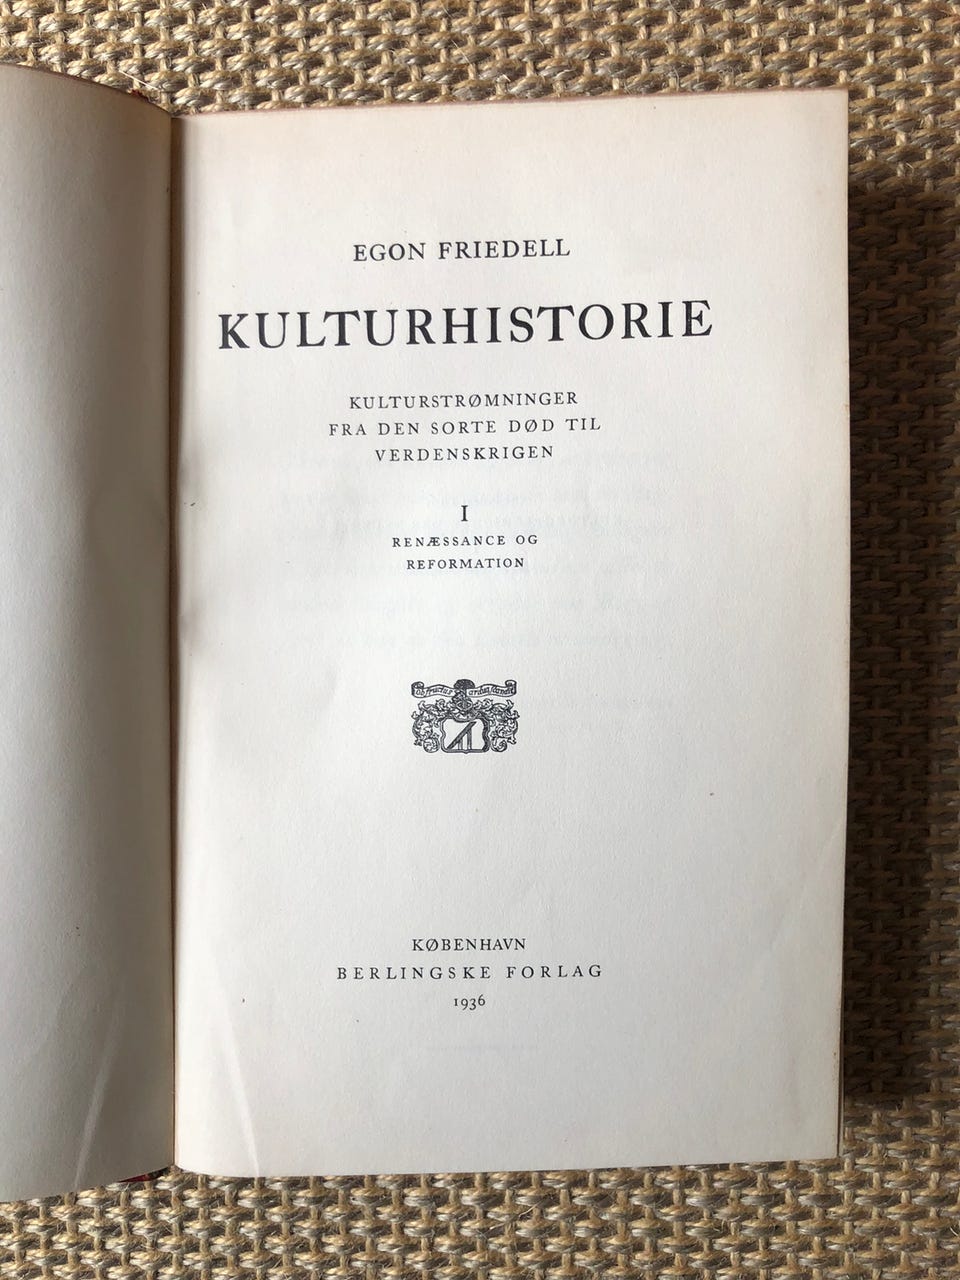 EGON FRIEDELL
KULTURHISTORIE
KULTURSTRØMNINGER
FRA DEN SORTE DØD TIL
VERDENSKRIGEN
I
RENÆSSANCE OG
REFORMATION
KØBENHAVN
BERLINGSKE FORLAG
1936